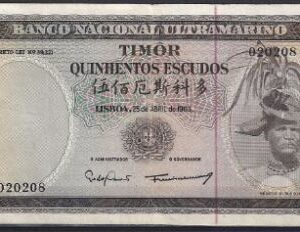 BANCO NACIONAL ULTRAMARINO
TIMOR
020208
QUINHENTOS ESCUDOS
伍佰厄斯科多
LISBOA, 25 DE ABRIL DE 1963
O ADMINISTRADOR
O GOVERNADOR
020208